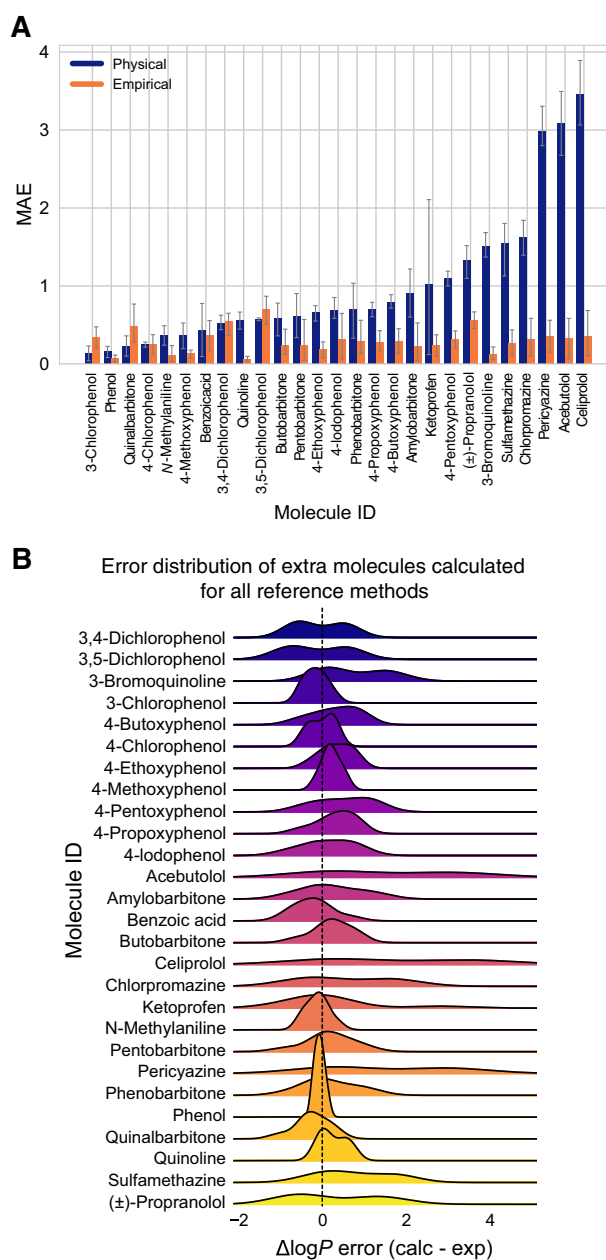 A
4
3
2
1
0
MAE
Physical
Empirical
3-Chlorophenol
Phenol
Quinalbarbitone
4-Chlorophenol
N-Methylaniline
4-Methoxyphenol
Benzoicacid
3,4-Dichlorophenol
Quinoline
3,5-Dichlorophenol
Butobarbitone
Pentobarbitone
4-Ethoxyphenol
4-Iodophenol
Phenobarbitone
4-Propoxyphenol
4-Butoxyphenol
Amylobarbitone
Ketoprofen
4-Pentoxyphenol
(±)-Propranolol
3-Bromoquinoline
Sulfamethazine
Chlorpromazine
Pericyazine
Acebutolol
Celiprolol
Molecule ID
B
Error distribution of extra molecules calculated
for all reference methods
Molecule ID
3,4-Dichlorophenol
3,5-Dichlorophenol
3-Bromoquinoline
3-Chlorophenol
4-Butoxyphenol
4-Chlorophenol
4-Ethoxyphenol
4-Methoxyphenol
4-Pentoxyphenol
4-Propoxyphenol
4-Iodophenol
Acebutolol
Amylobarbitone
Benzoic acid
Butobarbitone
Celiprolol
Chlorpromazine
Ketoprofen
N-Methylaniline
Pentobarbitone
Pericyazine
Phenobarbitone
Phenol
Quinalbarbitone
Quinoline
Sulfamethazine
(±)-Propranolol
−2 0 2 4
ΔlogP error (calc - exp)